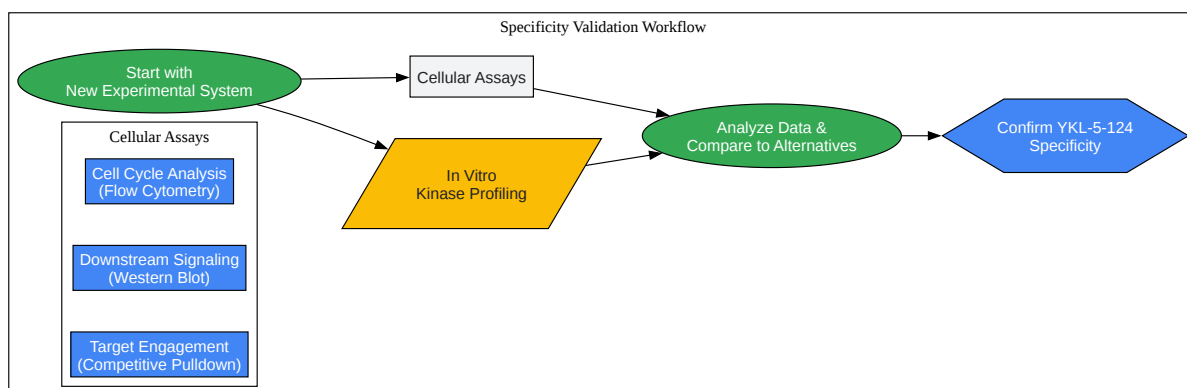 Specificity Validation Workflow
Start with
New Experimental System
Cellular Assays
Analyze Data &
Compare to Alternatives
Confirm YKL-5-124
Specificity
In Vitro
Kinase Profiling
Cellular Assays
Cell Cycle Analysis
(Flow Cytometry)
Downstream Signaling
(Western Blot)
Target Engagement
(Competitive Pulldown)